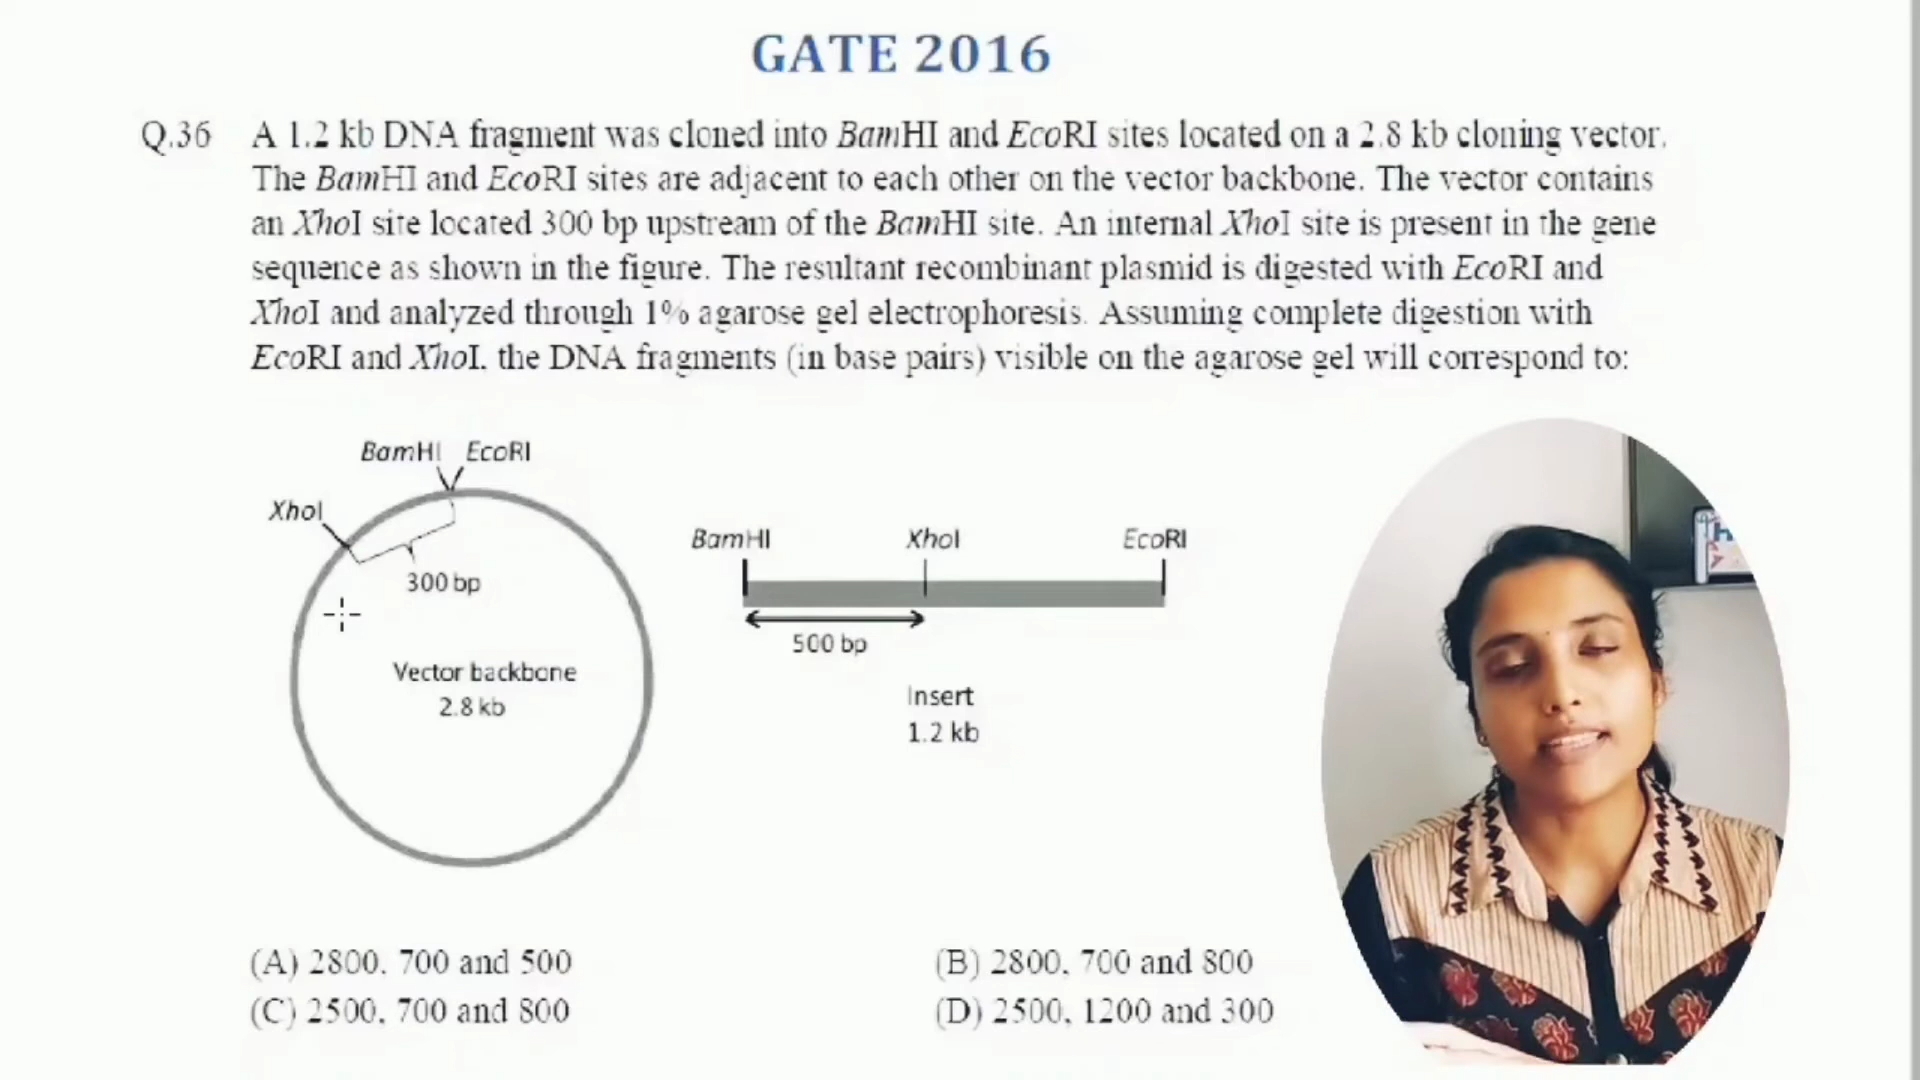 GATE 2016
Q.36 A 1.2 kb DNA fragment was cloned into BamHI and EcoRI sites located on a 2.8 kb cloning vector.
The BamHI and EcoRI sites are adjacent to each other on the vector backbone. The vector contains
an XhoI site located 300 bp upstream of the BamHI site. An internal XhoI site is present in the gene
sequence as shown in the figure. The resultant recombinant plasmid is digested with EcoRI and
XhoI and analyzed through 1% agarose gel electrophoresis. Assuming complete digestion with
EcoRI and XhoI, the DNA fragments (in base pairs) visible on the agarose gel will correspond to:
BamHI EcoRI
XhoI
300 bp
Vector backbone
2.8 kb
BamHI XhoI EcoRI
500 bp
Insert
1.2 kb
(A) 2800, 700 and 500 (B) 2800, 700 and 800
(C) 2500, 700 and 800 (D) 2500, 1200 and 300